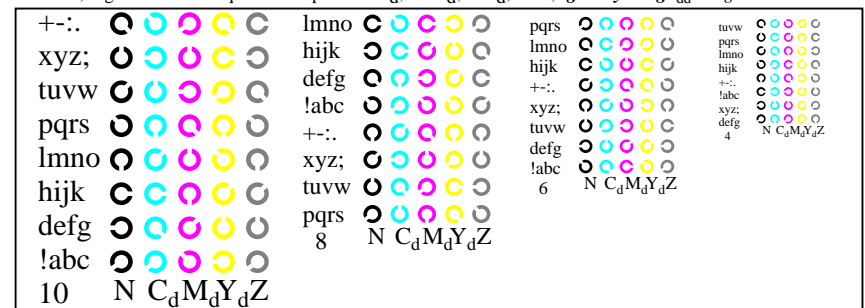 +-:.
xyz;
tuvw
pqrs
lmno
hijk
defg
!abc
10 N CdMdYdZ
lmno
hijk
defg
!abc
+-:.
xyz;
tuvw
pqrs
8 N CdMdYdZ
pqrs
lmno
hijk
+-:.
xyz;
tuvw
defg
!abc
6 N CdMdYdZ
tuvw
pqrs
lmno
hijk
+-:.
!abc
xyz;
defg
4 N CdMdYdZ